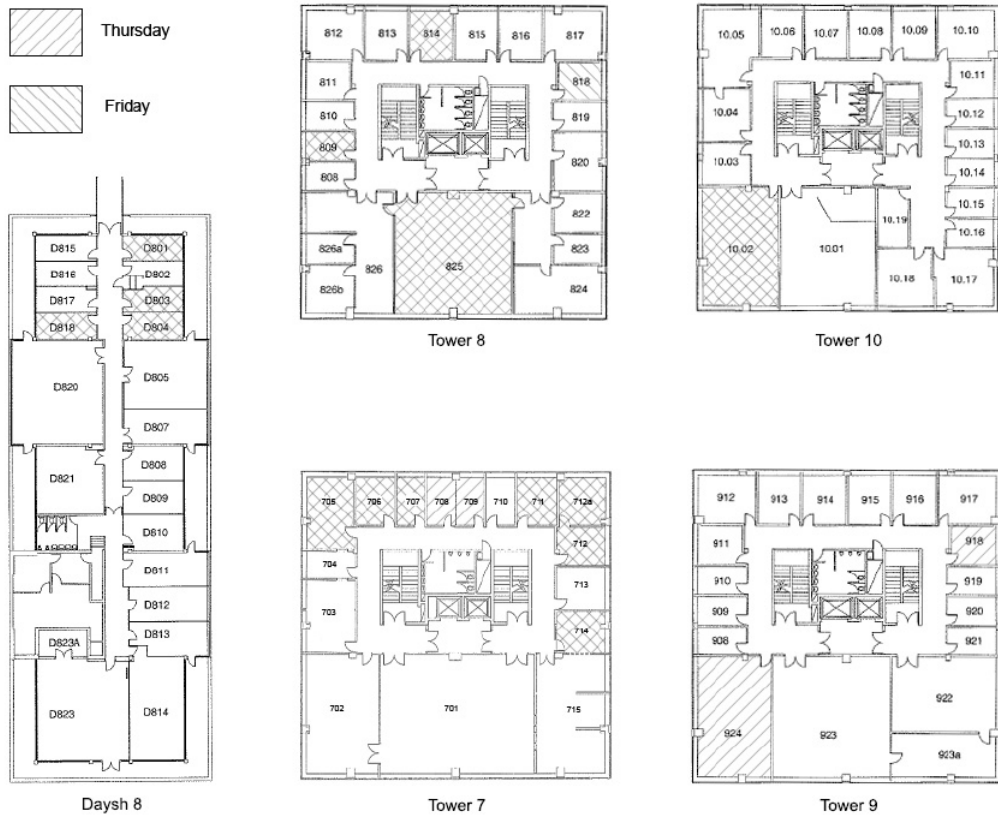 Thursday
Friday
812 813 814 815 816 817
811 818
810 819
809 820
808
822
826a 823
826 825
826b 824
Tower 8
10.05 10.06 10.07 10.08 10.09 10.10
10.11
10.04 10.12
10.13
10.03 10.14
10.15
10.19 10.16
10.02 10.01
10.18 10.17
Tower 10
D815 D801
D816 D802
D817 D803
D818 D804
D820 D805
D807
D821 D808
D809
D810
D811
D812
D813
D823A
D823 D814
Daysh 8
705 706 707 708 709 710 711 712a
712
704
703 713
714
702 701 715
Tower 7
912 913 914 915 916 917
911 918
910 919
909 920
908 921
922
924 923
923a
Tower 9